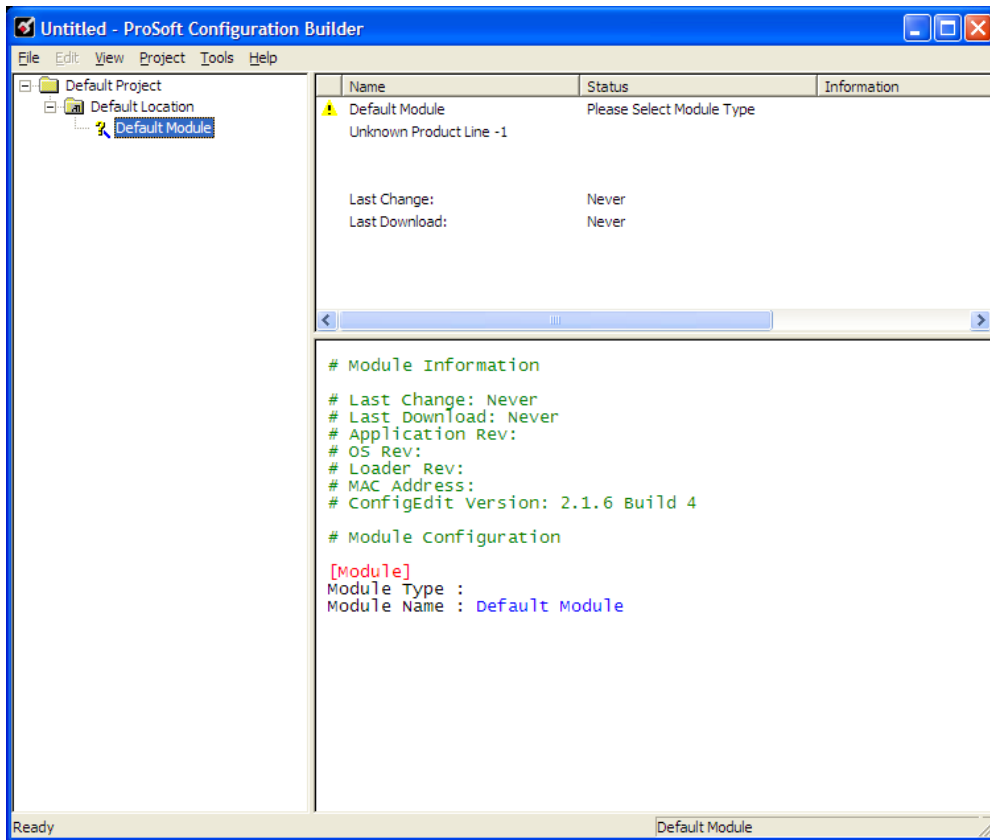 Untitled - ProSoft Configuration Builder
File Edit View Project Tools Help
Default Project
Default Location
Default Module
Name Status Information
Default Module Please Select Module Type
Unknown Product Line -1
Last Change: Never
Last Download: Never
# Module Information
# Last Change: Never
# Last Download: Never
# Application Rev:
# OS Rev:
# Loader Rev:
# MAC Address:
# ConfigEdit Version: 2.1.6 Build 4
# Module Configuration
[Module]
Module Type :
Module Name : Default Module
Ready Default Module